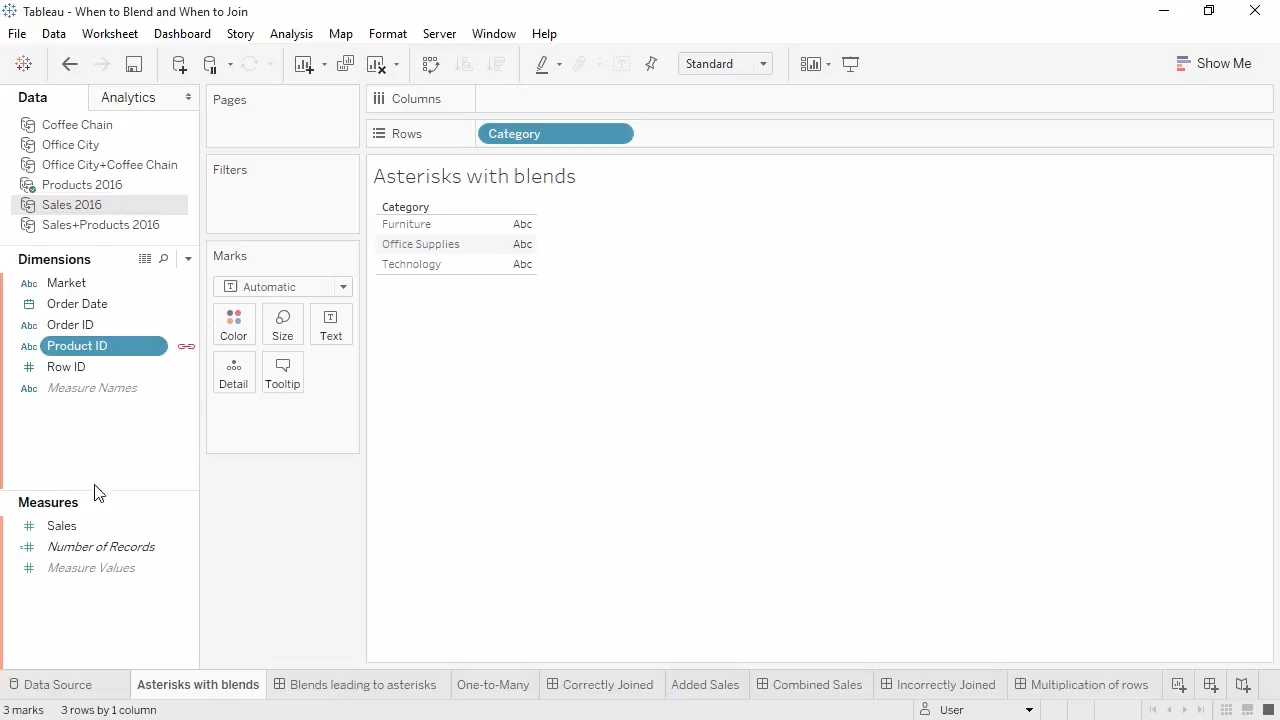 Tableau - When to Blend and When to Join
File Data Worksheet Dashboard Story Analysis Map Format Server Window Help
Standard
Show Me
Data Analytics
Coffee Chain
Office City
Office City+Coffee Chain
Products 2016
Sales 2016
Sales+Products 2016
Dimensions
Abc Market
Order Date
Abc Order ID
Abc Product ID
Row ID
Abc Measure Names
Measures
Sales
Number of Records
Measure Values
Pages
Filters
Marks
Automatic
Color Size Text
Detail Tooltip
Columns
Rows Category
Asterisks with blends
Category
Furniture Abc
Office Supplies Abc
Technology Abc
Data Source Asterisks with blends Blends leading to asterisks One-to-Many Correctly Joined Added Sales Combined Sales Incorrectly Joined Multiplication of rows
3 marks 3 rows by 1 column User